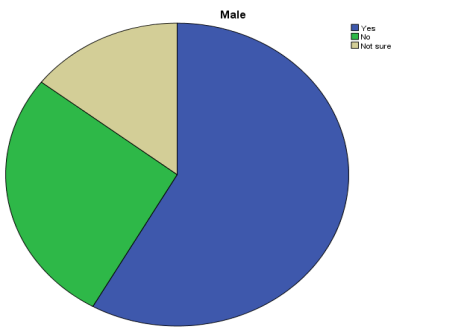 Male
Yes
No
Not sure